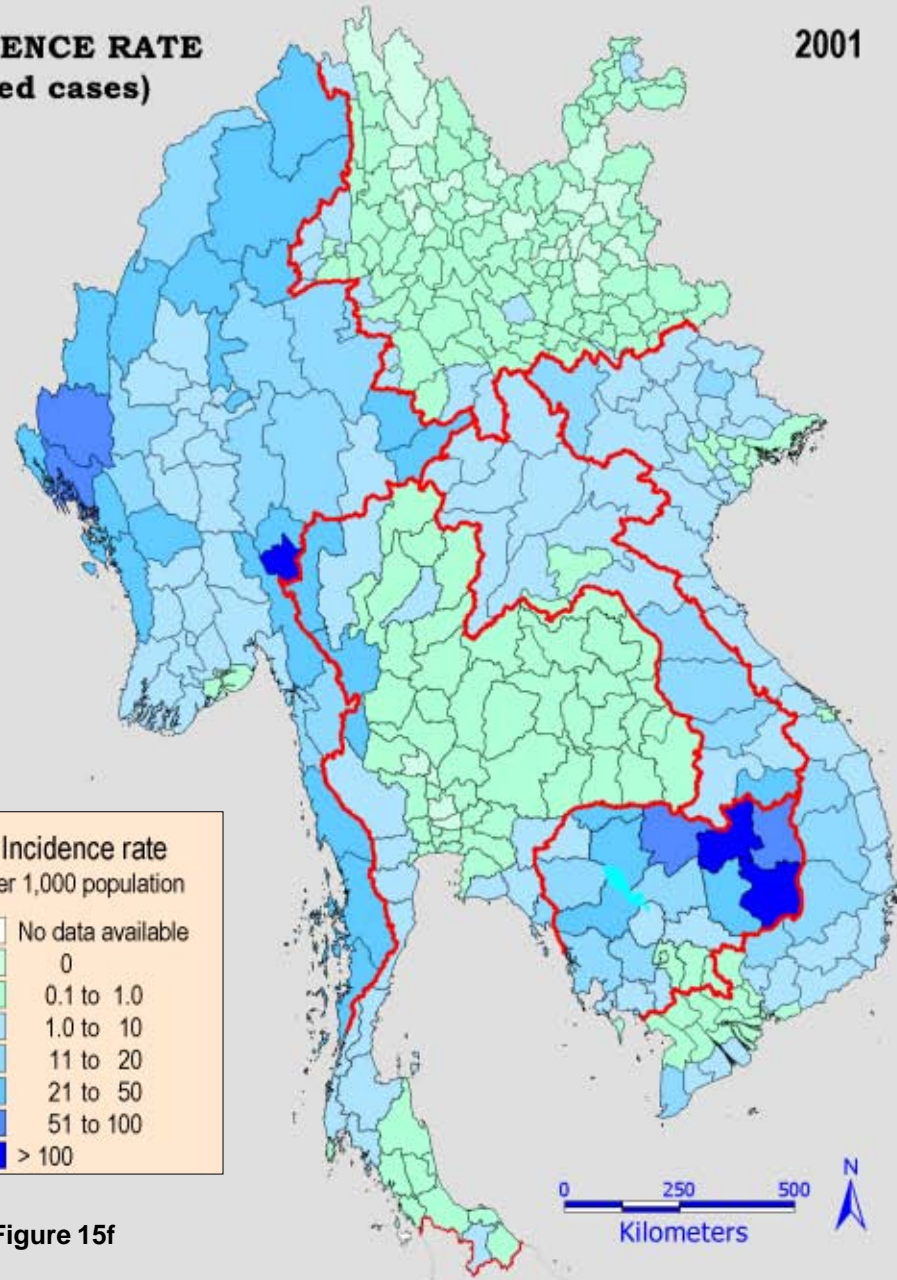 ENCE RATE
ed cases)
2001
Incidence rate
er 1,000 population
No data available
0
0.1 to 1.0
1.0 to 10
11 to 20
21 to 50
51 to 100
> 100
N
0 250 500
Kilometers
Figure 15f